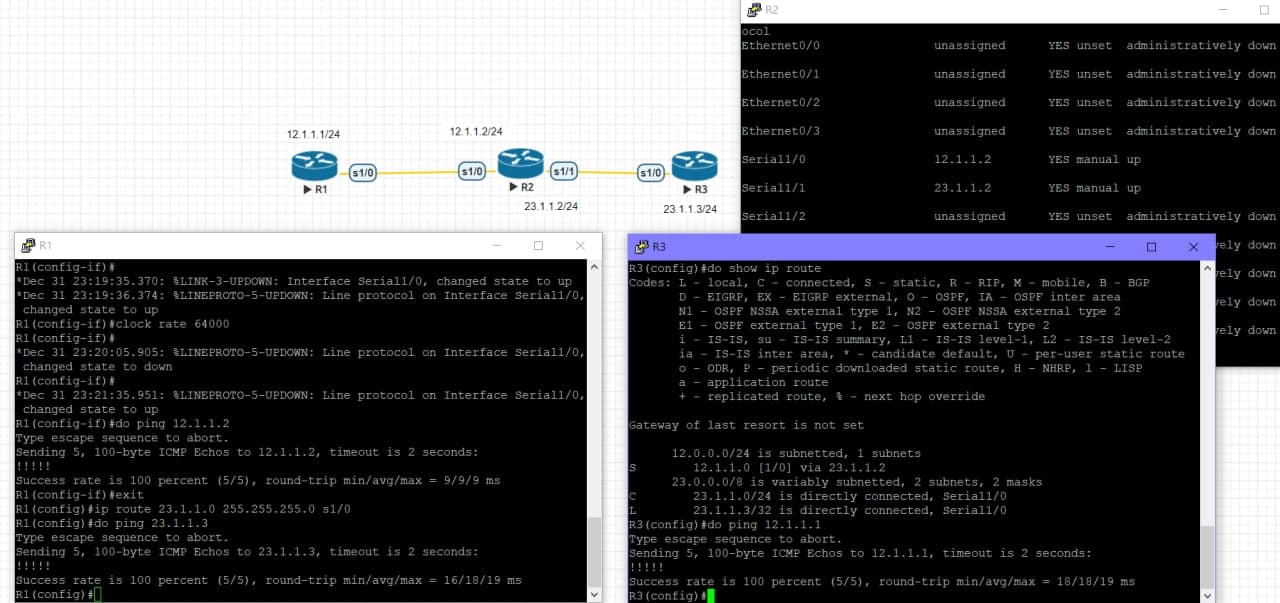 R2
ocol
Ethernet0/0 unassigned YES unset administratively down
Ethernet0/1 unassigned YES unset administratively down
Ethernet0/2 unassigned YES unset administratively down
Ethernet0/3 unassigned YES unset administratively down
Serial1/0 12.1.1.2 YES manual up
Serial1/1 23.1.1.2 YES manual up
Serial1/2 unassigned YES unset administratively down
vely down
vely down
vely down
vely down
12.1.1.1/24
12.1.1.2/24
s1/0
s1/0
s1/1
s1/0
R1
R2
R3
23.1.1.2/24
23.1.1.3/24
R1
R1(config-if)#
*Dec 31 23:19:35.370: %LINK-3-UPDOWN: Interface Serial1/0, changed state to up
*Dec 31 23:19:36.374: %LINEPROTO-5-UPDOWN: Line protocol on Interface Serial1/0,
changed state to up
R1(config-if)#clock rate 64000
R1(config-if)#
*Dec 31 23:20:05.905: %LINEPROTO-5-UPDOWN: Line protocol on Interface Serial1/0,
changed state to down
R1(config-if)#
*Dec 31 23:21:35.951: %LINEPROTO-5-UPDOWN: Line protocol on Interface Serial1/0,
changed state to up
R1(config-if)#do ping 12.1.1.2
Type escape sequence to abort.
Sending 5, 100-byte ICMP Echos to 12.1.1.2, timeout is 2 seconds:
!!!!!
Success rate is 100 percent (5/5), round-trip min/avg/max = 9/9/9 ms
R1(config-if)#exit
R1(config)#ip route 23.1.1.0 255.255.255.0 s1/0
R1(config)#do ping 23.1.1.3
Type escape sequence to abort.
Sending 5, 100-byte ICMP Echos to 23.1.1.3, timeout is 2 seconds:
!!!!!
Success rate is 100 percent (5/5), round-trip min/avg/max = 16/18/19 ms
R1(config)#
R3
R3(config)#do show ip route
Codes: L - local, C - connected, S - static, R - RIP, M - mobile, B - BGP
D - EIGRP, EX - EIGRP external, O - OSPF, IA - OSPF inter area
N1 - OSPF NSSA external type 1, N2 - OSPF NSSA external type 2
E1 - OSPF external type 1, E2 - OSPF external type 2
i - IS-IS, su - IS-IS summary, L1 - IS-IS level-1, L2 - IS-IS level-2
ia - IS-IS inter area, * - candidate default, U - per-user static route
o - ODR, P - periodic downloaded static route, H - NHRP, l - LISP
a - application route
+ - replicated route, % - next hop override
Gateway of last resort is not set
12.0.0.0/24 is subnetted, 1 subnets
S 12.1.1.0 [1/0] via 23.1.1.2
23.0.0.0/8 is variably subnetted, 2 subnets, 2 masks
C 23.1.1.0/24 is directly connected, Serial1/0
L 23.1.1.3/32 is directly connected, Serial1/0
R3(config)#do ping 12.1.1.1
Type escape sequence to abort.
Sending 5, 100-byte ICMP Echos to 12.1.1.1, timeout is 2 seconds:
!!!!!
Success rate is 100 percent (5/5), round-trip min/avg/max = 18/18/19 ms
R3(config)#